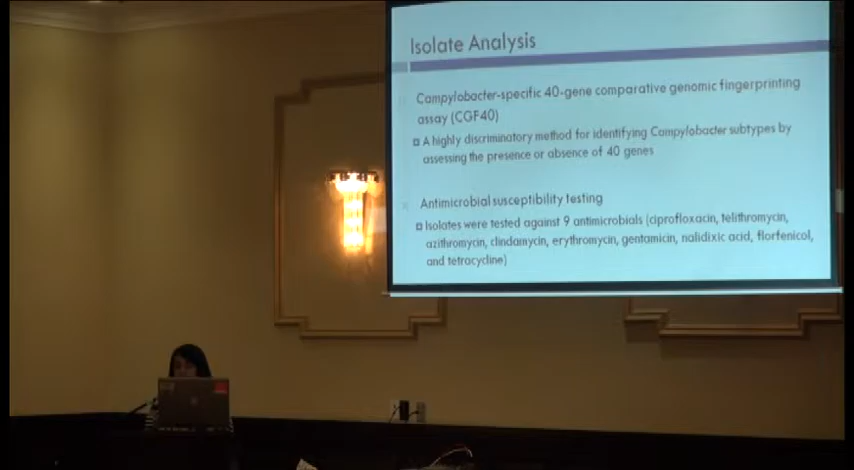 Isolate Analysis
Campylobacter-specific 40-gene comparative genomic fingerprinting
assay (CGF40)
A highly discriminatory method for identifying Campylobacter subtypes by
assessing the presence or absence of 40 genes
Antimicrobial susceptibility testing
Isolates were tested against 9 antimicrobials (ciprofloxacin, telithromycin,
azithromycin, clindamycin, erythromycin, gentamicin, nalidixic acid, florfenicol,
and tetracycline)